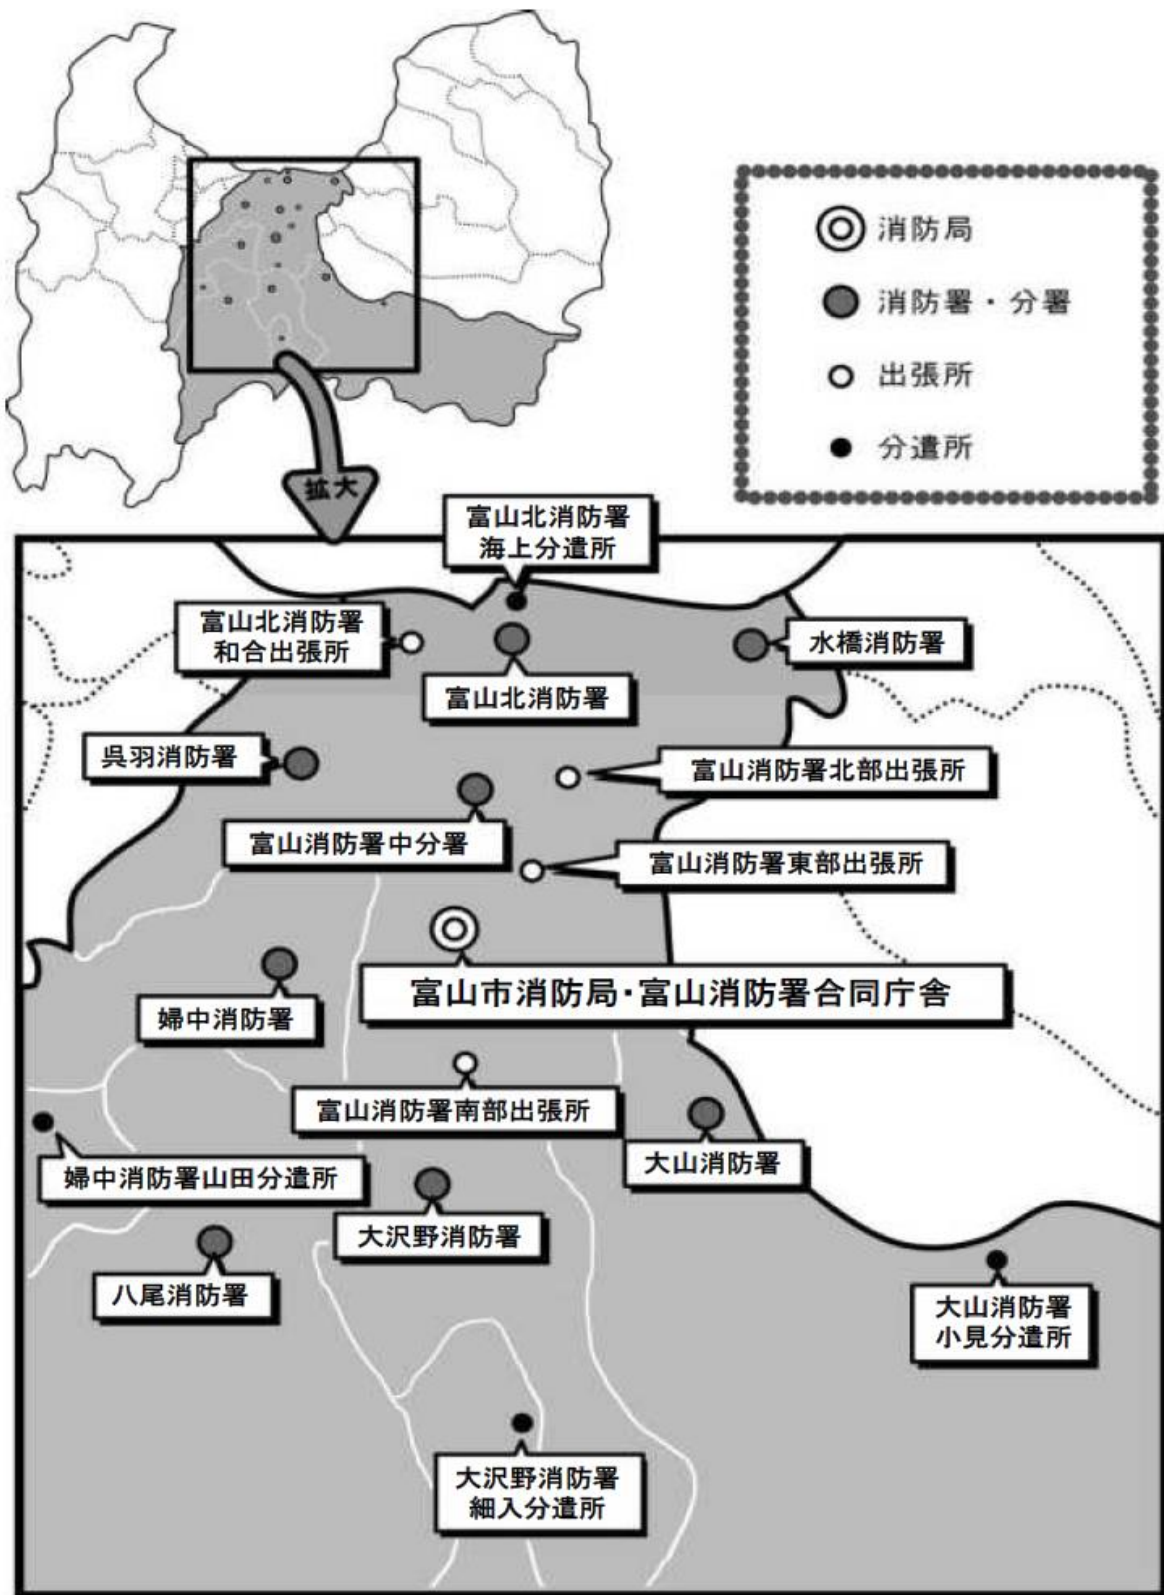 消防局
消防署・分署
出張所
分遣所
拡大
富山北消防署
海上分遣所
富山北消防署
和合出張所
水橋消防署
富山北消防署
呉羽消防署
富山消防署北部出張所
富山消防署中分署
富山消防署東部出張所
富山市消防局・富山消防署合同庁舎
婦中消防署
富山消防署南部出張所
大山消防署
婦中消防署山田分遣所
大沢野消防署
八尾消防署
大山消防署
小見分遣所
大沢野消防署
細入分遣所